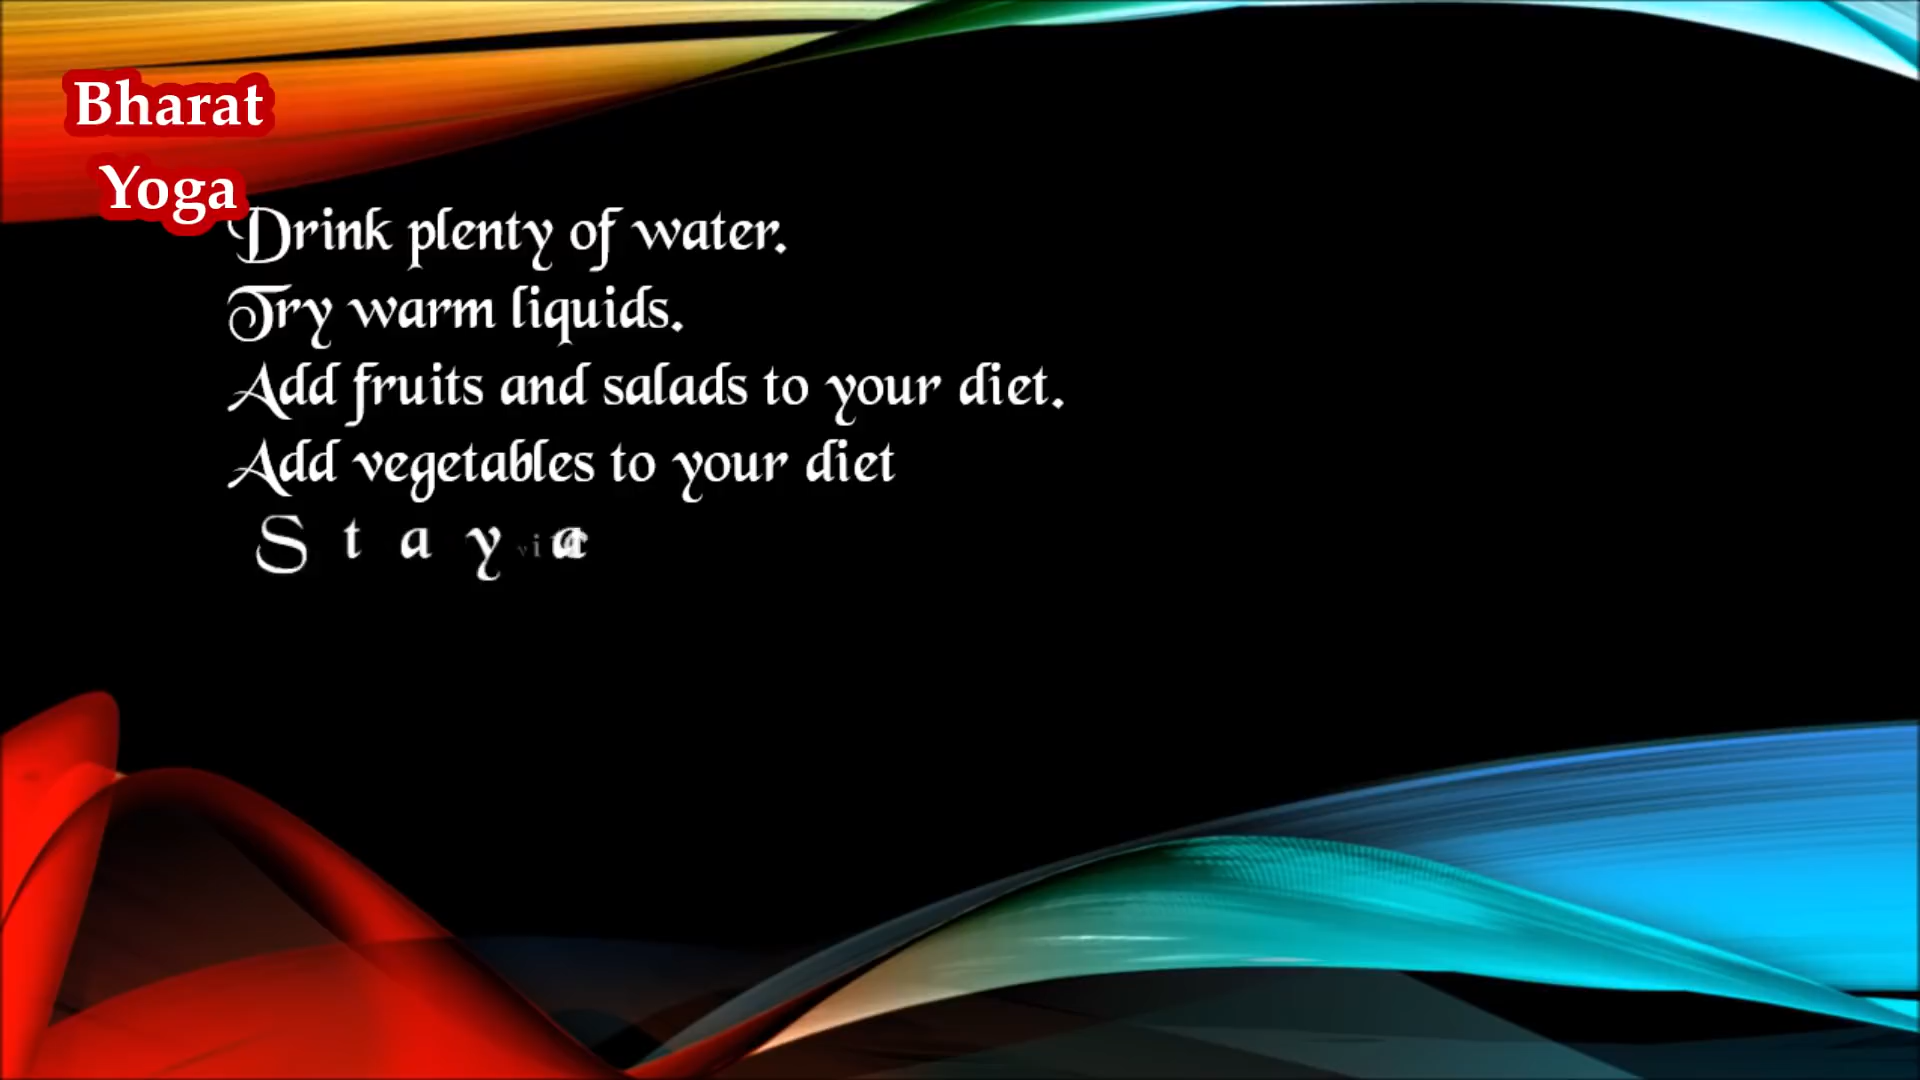 Bharat
Yoga
Drink plenty of water.
Try warm liquids.
Add fruits and salads to your diet.
Add vegetables to your diet
Stay